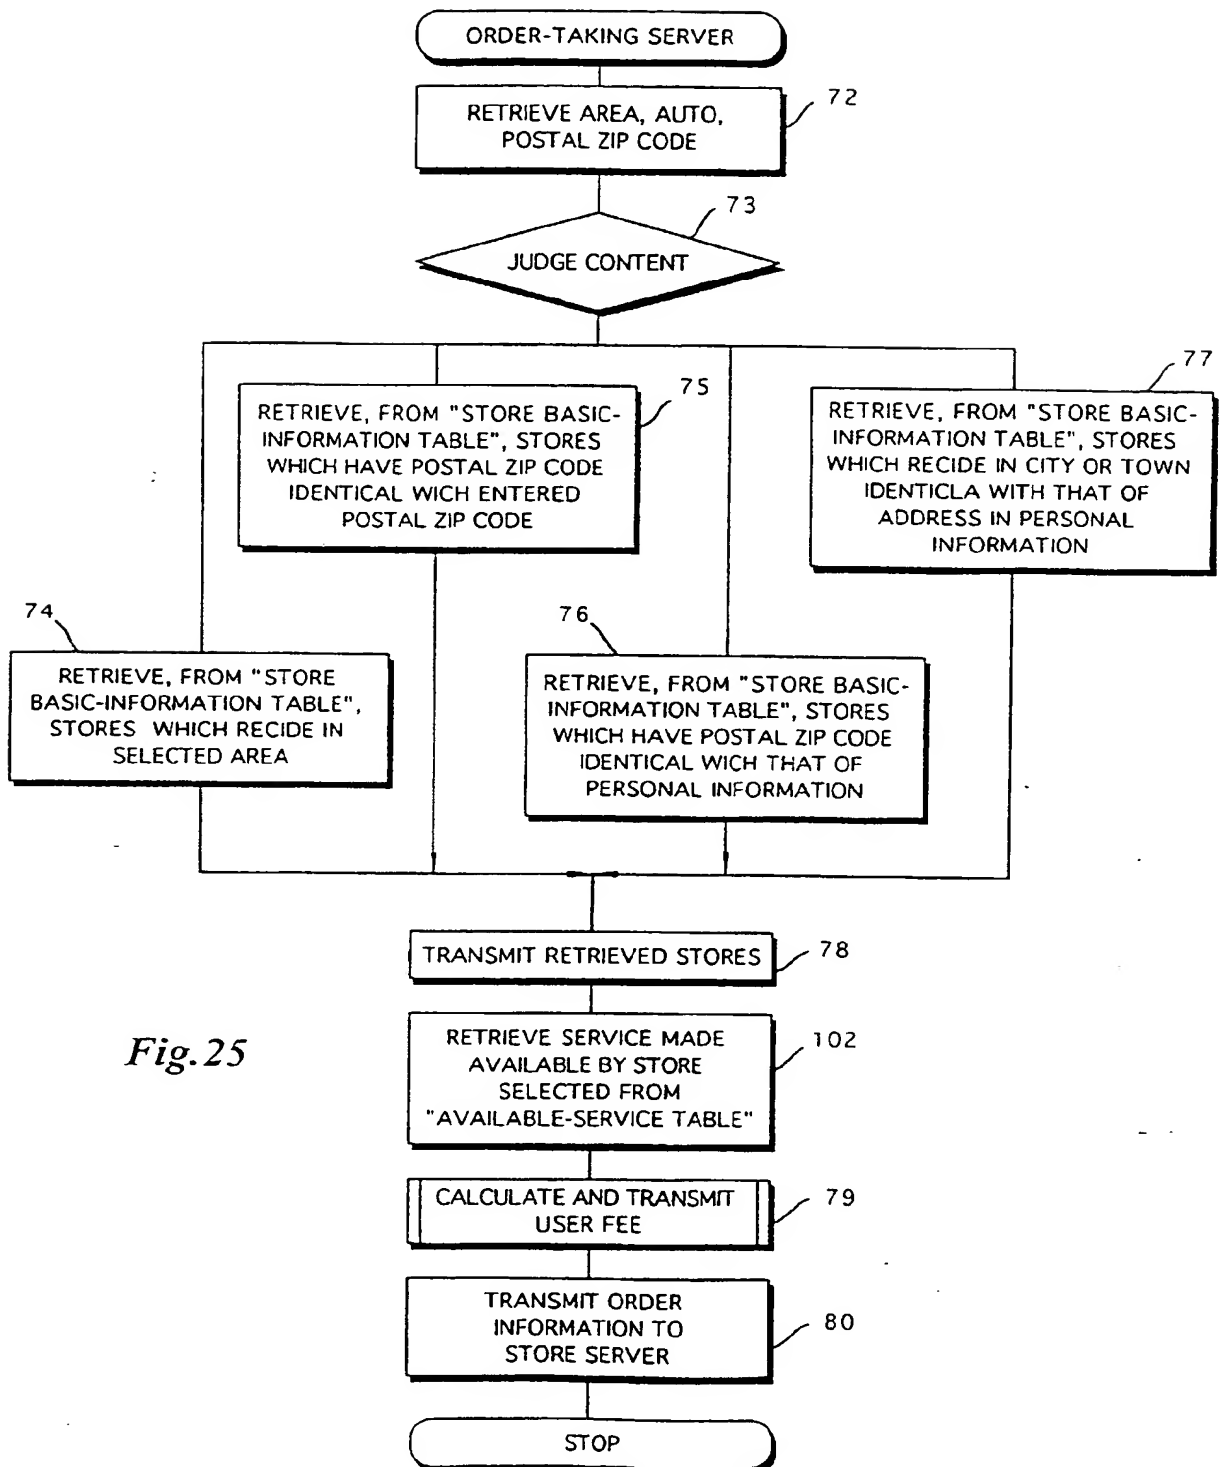 ORDER-TAKING SERVER
72
RETRIEVE AREA, AUTO,
POSTAL ZIP CODE
73
JUDGE CONTENT
75
RETRIEVE, FROM "STORE BASIC-
INFORMATION TABLE", STORES
WHICH HAVE POSTAL ZIP CODE
IDENTICAL WICH ENTERED
POSTAL ZIP CODE
77
RETRIEVE, FROM "STORE BASIC-
INFORMATION TABLE", STORES
WHICH RECIDE IN CITY OR TOWN
IDENTICLA WITH THAT OF
ADDRESS IN PERSONAL
INFORMATION
74
RETRIEVE, FROM "STORE
BASIC-INFORMATION TABLE",
STORES WHICH RECIDE IN
SELECTED AREA
76
RETRIEVE, FROM "STORE BASIC-
INFORMATION TABLE", STORES
WHICH HAVE POSTAL ZIP CODE
IDENTICAL WICH THAT OF
PERSONAL INFORMATION
TRANSMIT RETRIEVED STORES
78
Fig.25
RETRIEVE SERVICE MADE
AVAILABLE BY STORE
SELECTED FROM
"AVAILABLE-SERVICE TABLE"
102
CALCULATE AND TRANSMIT
USER FEE
79
TRANSMIT ORDER
INFORMATION TO
STORE SERVER
80
STOP